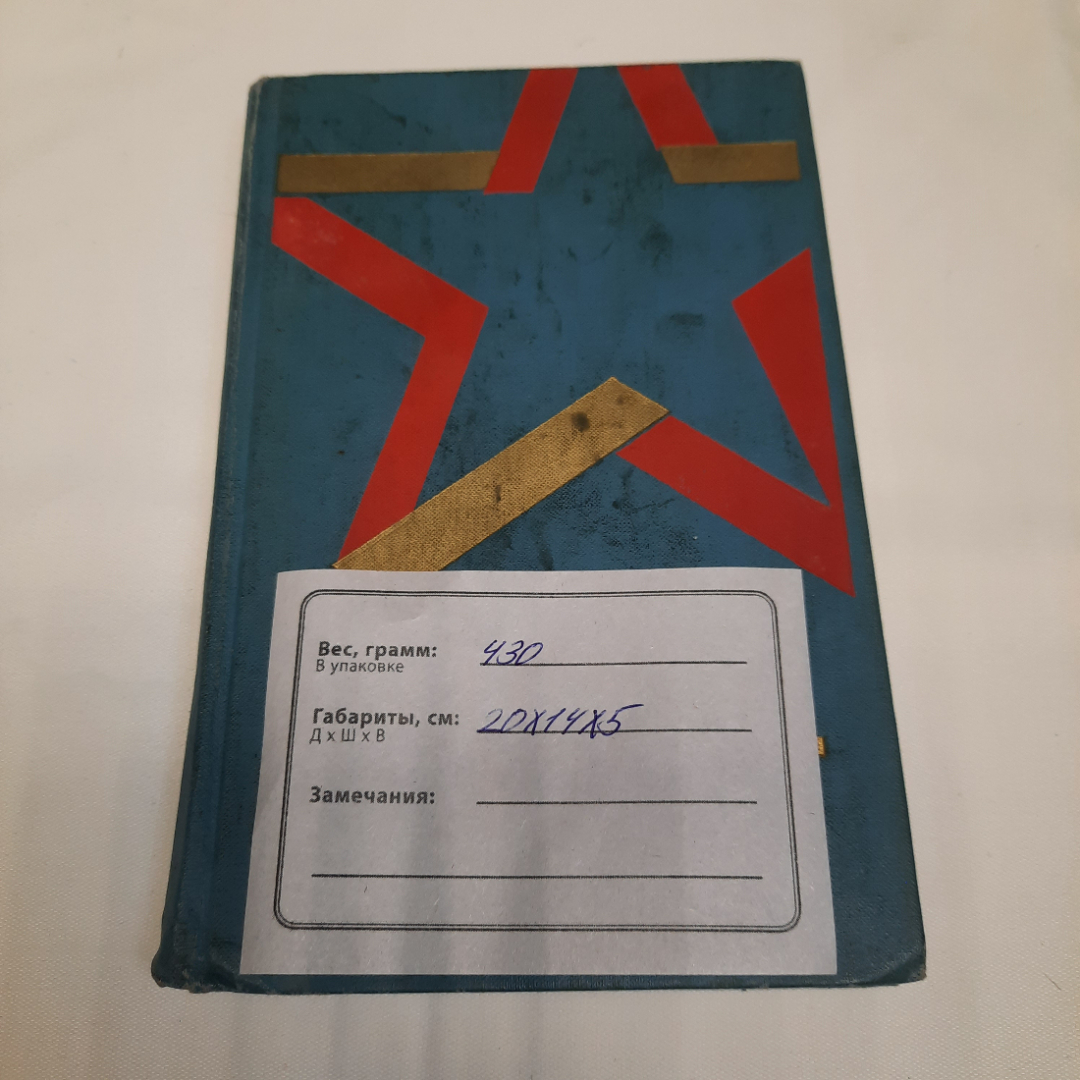 Вес, грамм: 430
В упаковке
Габариты, см: 20х14х5
Д х Ш х В
Замечания: